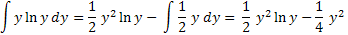 ∫ y ln y dy = 1/2 y² ln y − ∫ 1/2 y dy = 1/2 y² ln y − 1/4 y²